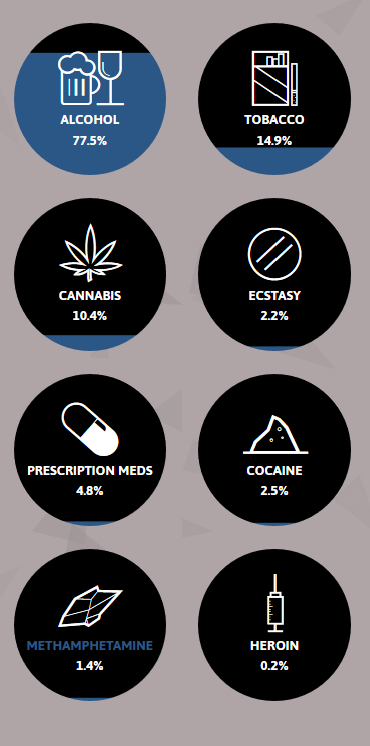 ALCOHOL
77.5%
TOBACCO
14.9%
CANNABIS
10.4%
ECSTASY
2.2%
PRESCRIPTION MEDS
4.8%
COCAINE
2.5%
METHAMPHETAMINE
1.4%
HEROIN
0.2%